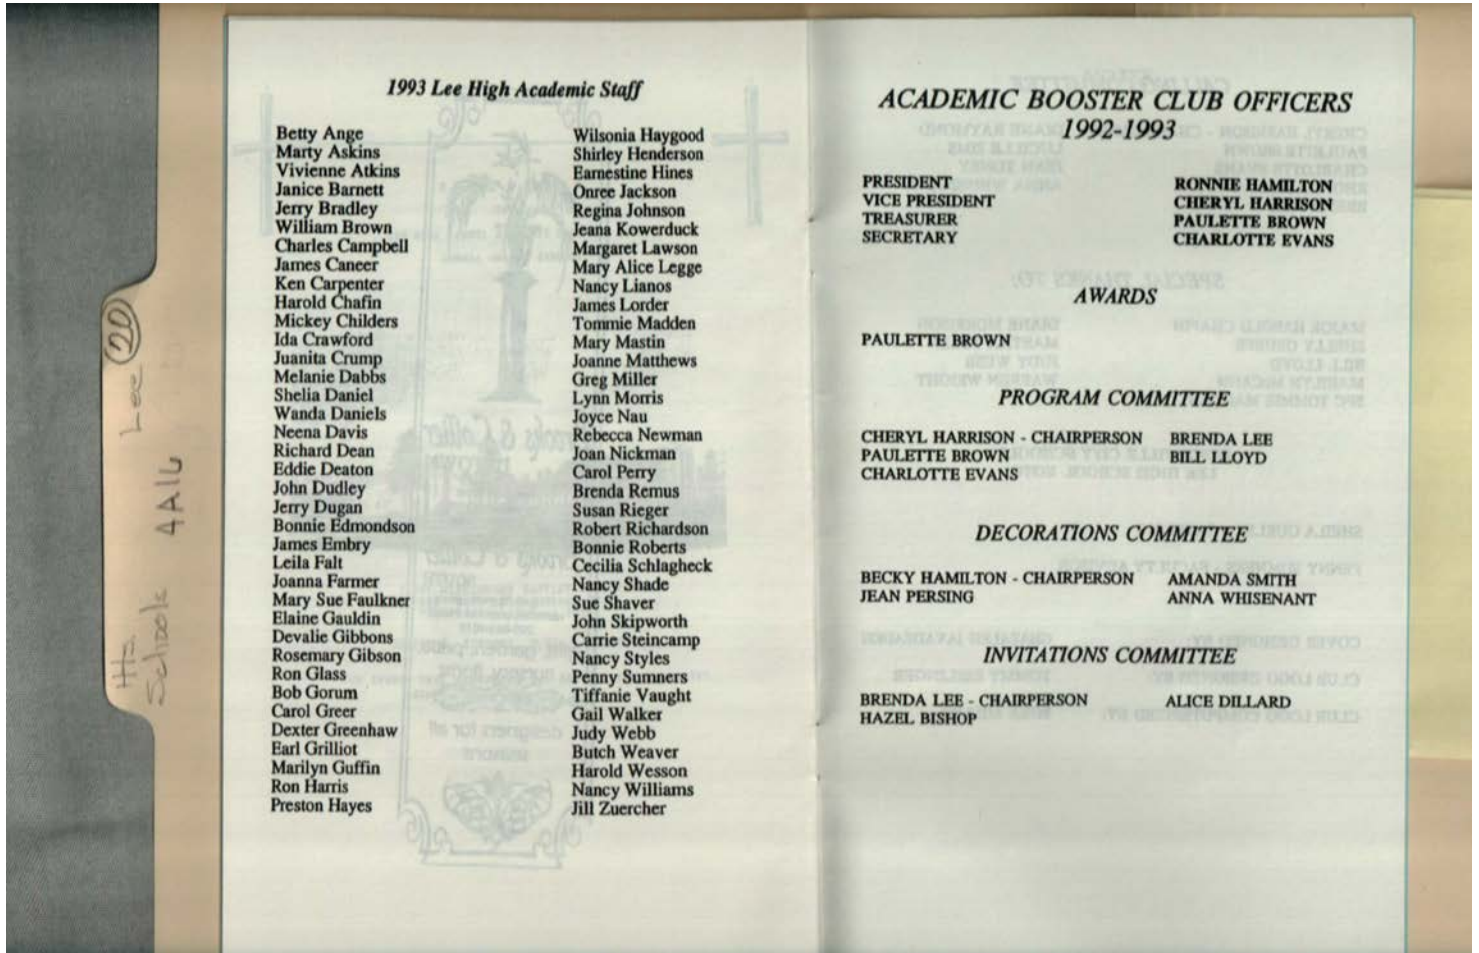 1993 Lee High Academic Staff
Betty Ange
Marty Askins
Vivienne Atkins
Janice Barnett
Jerry Bradley
William Brown
Charles Campbell
James Caneer
Ken Carpenter
Harold Chafin
Mickey Childers
Ida Crawford
Juanita Crump
Melanie Dabbs
Shelia Daniel
Wanda Daniels
Neena Davis
Richard Dean
Eddie Deaton
John Dudley
Jerry Dugan
Bonnie Edmondson
James Embry
Leila Falt
Joanna Farmer
Mary Sue Faulkner
Elaine Gauldin
Devalie Gibbons
Rosemary Gibson
Ron Glass
Bob Gorum
Carol Greer
Dexter Greenhaw
Earl Grilliot
Marilyn Guffin
Ron Harris
Preston Hayes
Wilsonia Haygood
Shirley Henderson
Earnestine Hines
Onree Jackson
Regina Johnson
Jeana Kowerduck
Margaret Lawson
Mary Alice Legge
Nancy Lianos
James Lorder
Tommie Madden
Mary Mastin
Joanne Matthews
Greg Miller
Lynn Morris
Joyce Nau
Rebecca Newman
Joan Nickman
Carol Perry
Brenda Remus
Susan Rieger
Robert Richardson
Bonnie Roberts
Cecilia Schlagheck
Nancy Shade
Sue Shaver
John Skipworth
Carrie Steincamp
Nancy Styles
Penny Sumners
Tiffanie Vaught
Gail Walker
Judy Webb
Butch Weaver
Harold Wesson
Nancy Williams
Jill Zuercher
ACADEMIC BOOSTER CLUB OFFICERS
1992-1993
PRESIDENT RONNIE HAMILTON
VICE PRESIDENT CHERYL HARRISON
TREASURER PAULETTE BROWN
SECRETARY CHARLOTTE EVANS
AWARDS
PAULETTE BROWN
PROGRAM COMMITTEE
CHERYL HARRISON - CHAIRPERSON BRENDA LEE
PAULETTE BROWN BILL LLOYD
CHARLOTTE EVANS
DECORATIONS COMMITTEE
BECKY HAMILTON - CHAIRPERSON AMANDA SMITH
JEAN PERSING ANNA WHISENANT
INVITATIONS COMMITTEE
BRENDA LEE - CHAIRPERSON ALICE DILLARD
HAZEL BISHOP
Lee 20
Schools 4A16